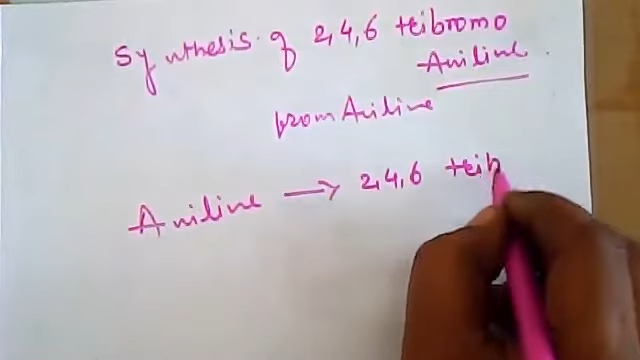 Synthesis of 2,4,6 tribromo
Aniline.
from Aniline
Aniline → 2,4,6 trib